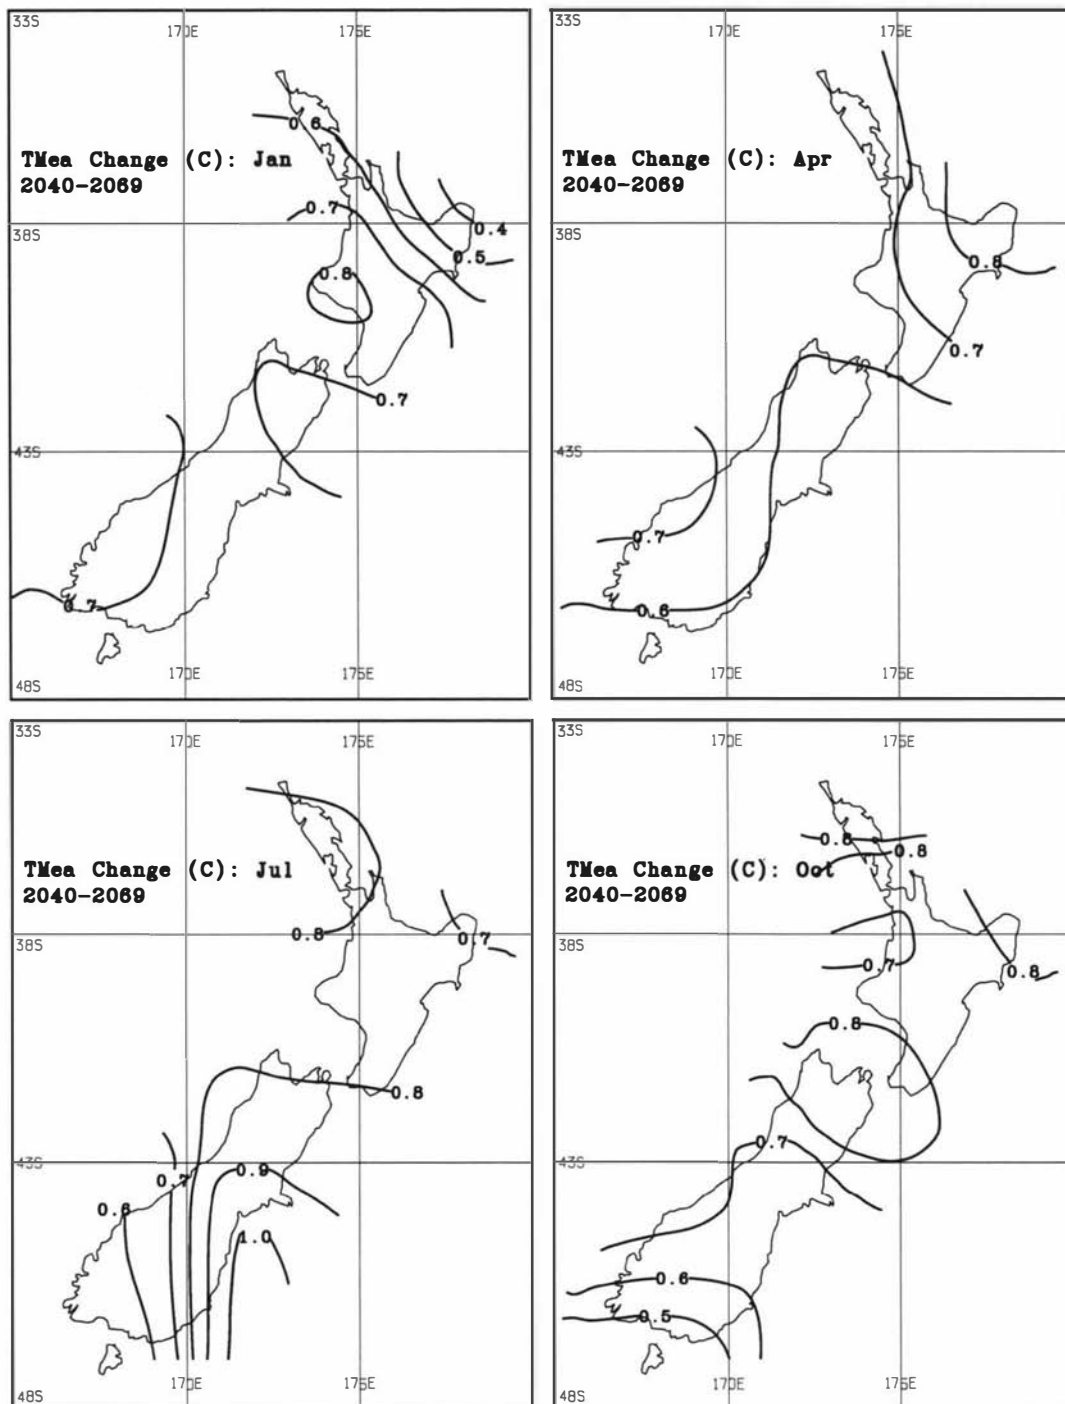 33S
170E
175E
0.6
TMea Change (C): Jan
2040-2069
0.7
38S
0.4
0.5
0.8
0.7
43S
0.7
170E
175E
48S
33S
170E
175E
TMea Change (C): Apr
2040-2069
38S
0.8
0.7
43S
0.7
0.6
170E
175E
48S
33S
170E
175E
TMea Change (C): Jul
2040-2069
0.8
38S
0.7
0.8
43S
0.7
0.9
0.6
1.0
170E
175E
48S
33S
170E
175E
0.8
0.8
TMea Change (C): Oct
2040-2069
38S
0.7
0.8
0.8
0.7
43S
0.6
0.5
170E
175E
48S